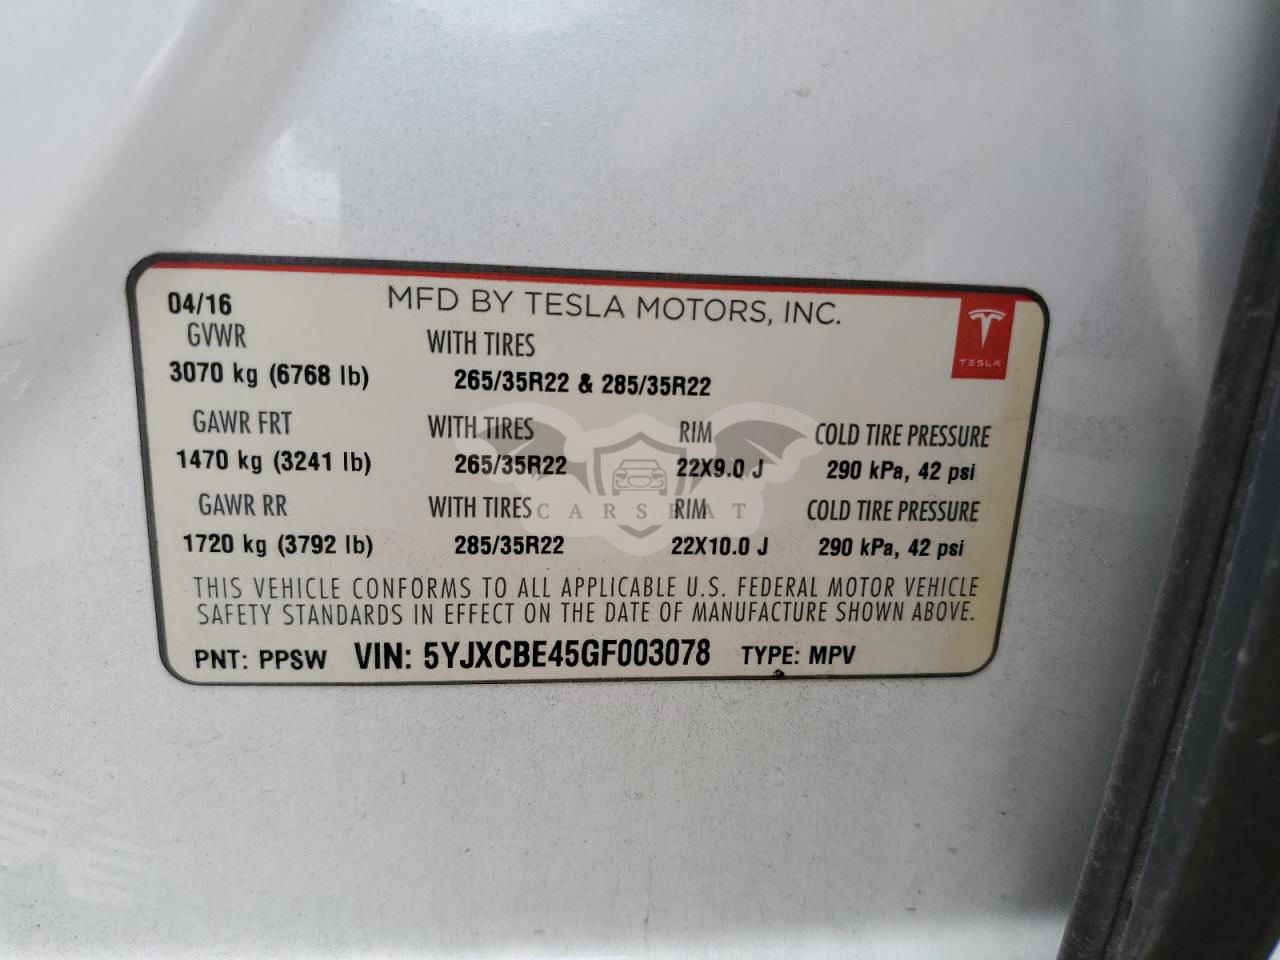 04/16 MFD BY TESLA MOTORS, INC.
TESLA
GVWR WITH TIRES
3070 kg (6768 lb) 265/35R22 & 285/35R22
GAWR FRT WITH TIRES RIM COLD TIRE PRESSURE
1470 kg (3241 lb) 265/35R22 22X9.0 J 290 kPa, 42 psi
GAWR RR WITH TIRES RIM COLD TIRE PRESSURE
CARSBAT
1720 kg (3792 lb) 285/35R22 22X10.0 J 290 kPa, 42 psi
THIS VEHICLE CONFORMS TO ALL APPLICABLE U.S. FEDERAL MOTOR VEHICLE
SAFETY STANDARDS IN EFFECT ON THE DATE OF MANUFACTURE SHOWN ABOVE.
PNT: PPSW VIN: 5YJXCBE45GF003078 TYPE: MPV